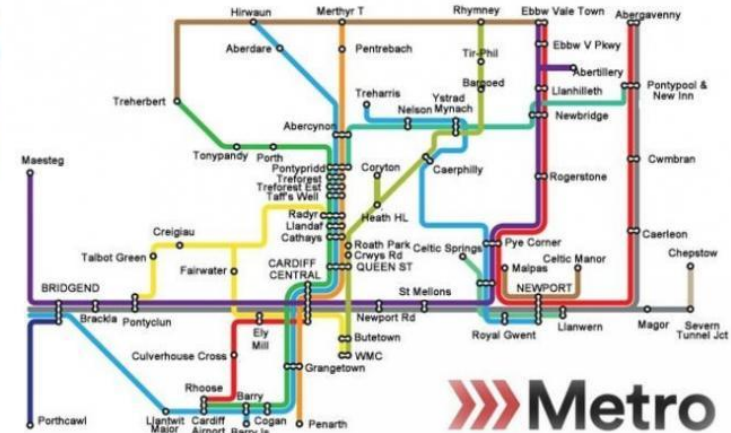 Hirwaun
Merthyr T
Rhymney
Ebbw Vale Town
Abergavenny
Aberdare
Pentrebach
Tir-Phil
Ebbw V Pkwy
Abertillery
Bargoed
Treherbert
Treharris
Nelson
Ystrad
Mynach
Llanhilleth
Pontypool &
New Inn
Abercynon
Newbridge
Maesteg
Tonypandy
Porth
Pontypridd
Treforest
Treforest Est
Taff's Well
Coryton
Caerphilly
Cwmbran
Rogerstone
Radyr
Llandaf
Cathays
Heath HL
Creigiau
Talbot Green
Roath Park
Crwys Rd
QUEEN ST
Celtic Springs
Pye Corner
Caerleon
Fairwater
CARDIFF
CENTRAL
Malpas
Celtic Manor
Chepstow
BRIDGEND
Brackla
Pontyclun
St Mellons
NEWPORT
Ely
Mill
Newport Rd
Royal Gwent
Llanwern
Magor
Severn
Tunnel Jct
Culverhouse Cross
Butetown
WMC
Grangetown
Rhoose
Barry
Porthcawl
Llantwit
Major
Cardiff
Airport
Barry Is
Cogan
Penarth
Metro